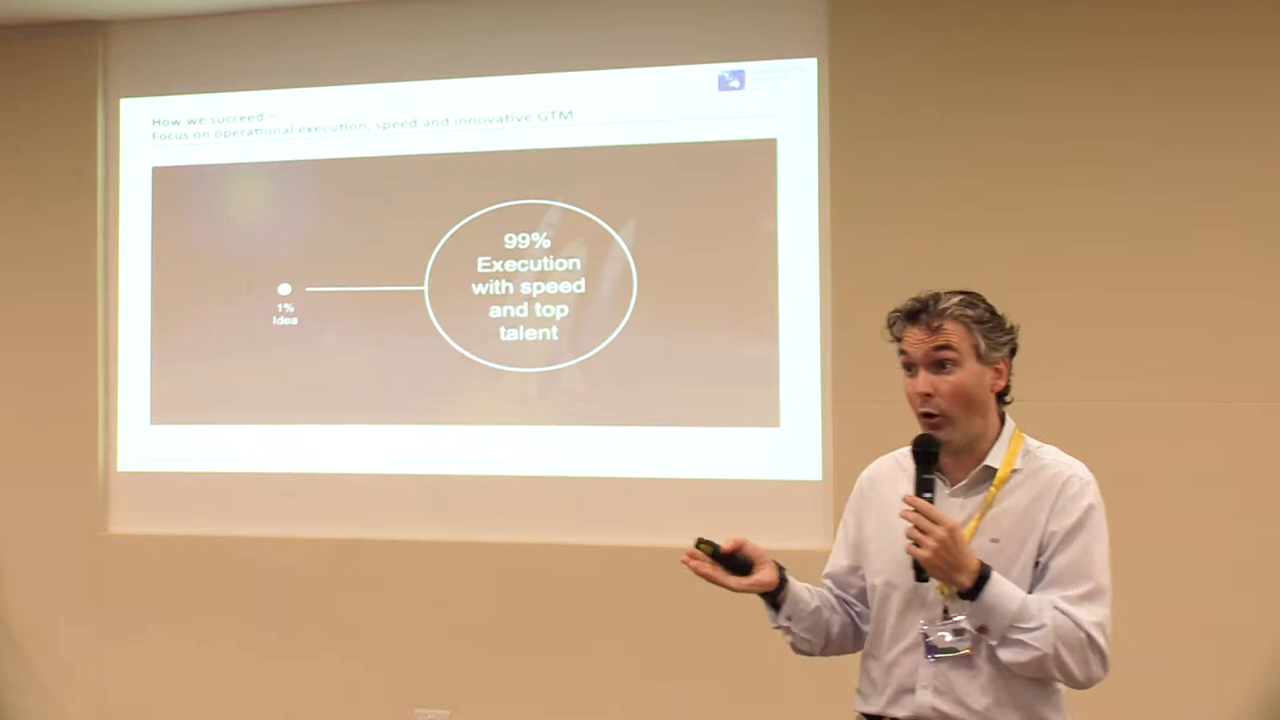 How we succeed –
Focus on operational execution, speed and innovative GTM
1%
Idea
99%
Execution
with speed
and top
talent